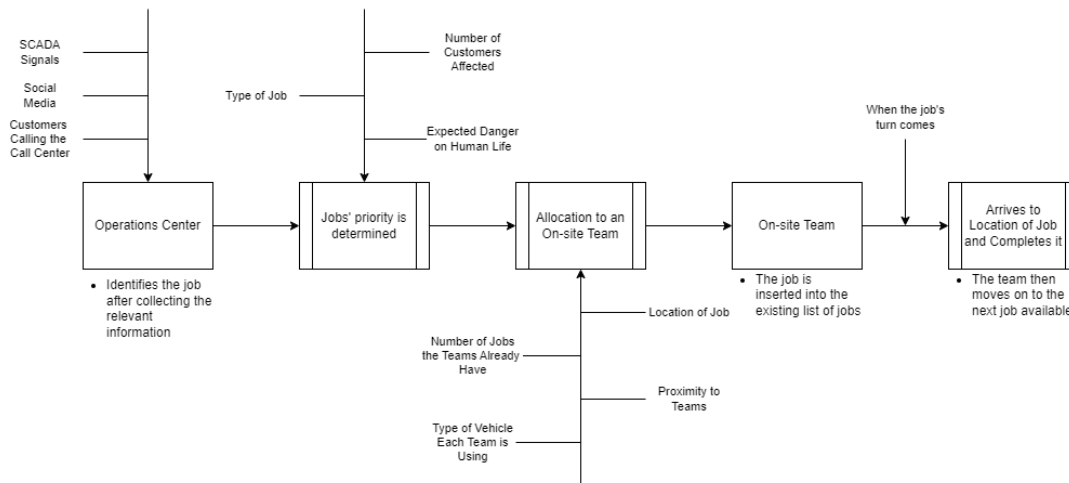 SCADA
Signals
Social
Media
Customers
Calling the
Call Center
Type of Job
Number of
Customers
Affected
Expected Danger
on Human Life
When the job's
turn comes
Operations Center
Jobs' priority is
determined
Allocation to an
On-site Team
On-site Team
Arrives to
Location of Job
and Completes it
• Identifies the job
after collecting the
relevant
information
• The job is
inserted into the
existing list of jobs
• The team then
moves on to the
next job available
Location of Job
Number of Jobs
the Teams Already
Have
Proximity to
Teams
Type of Vehicle
Each Team is
Using